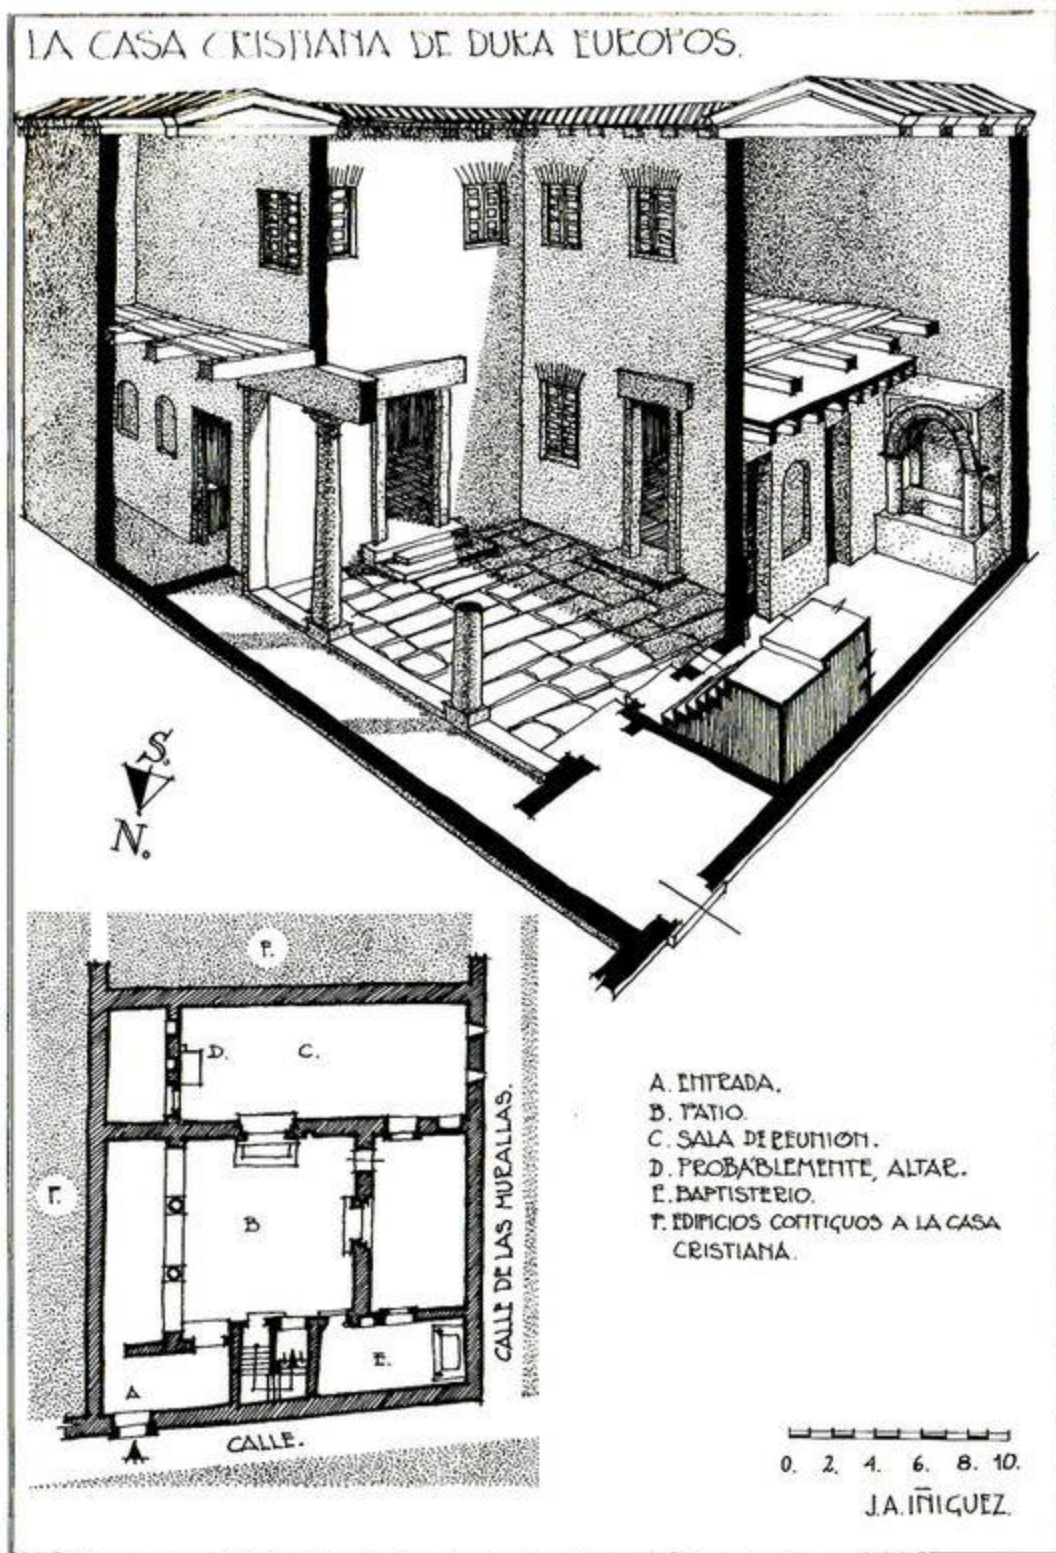 LA CASA CRISTIANA DE DURA EUROPOS.
S.
N.
F.
D. C.
F.
B
E.
A
CALLE.
CALLE DE LAS MURALLAS.
A. ENTRADA.
B. PATIO.
C. SALA DE REUNION.
D. PROBABLEMENTE, ALTAR.
E. BAPTISTERIO.
F. EDIFICIOS CONTIGUOS A LA CASA
CRISTIANA.
0. 2. 4. 6. 8. 10.
J.A. IÑIGUEZ.